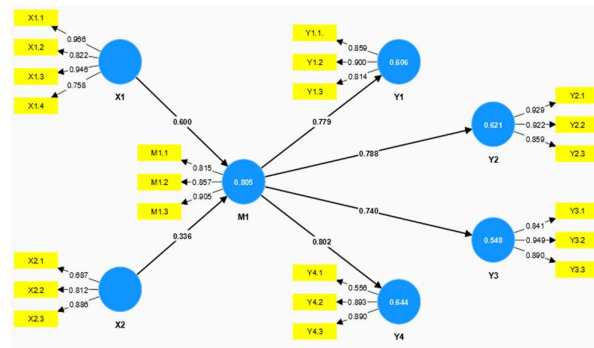 X1.1
0.966
X1.2
0.822
X1.3
0.946
X1.4
0.758
X1
Y1.1.
0.859
Y1.2
0.900
Y1.3
0.814
0.606
Y1
0.600
0.779
Y2.1
0.929
0.621
0.922
Y2.2
0.859
Y2.3
Y2
0.788
M1.1
0.815
M1.2
0.857
0.805
M1.3
0.905
M1
0.740
Y3.1
0.841
0.548
0.949
Y3.2
0.890
Y3.3
Y3
0.336
0.802
X2.1
0.687
X2.2
0.812
X2.3
0.886
X2
Y4.1
0.556
Y4.2
0.893
0.644
Y4.3
0.890
Y4